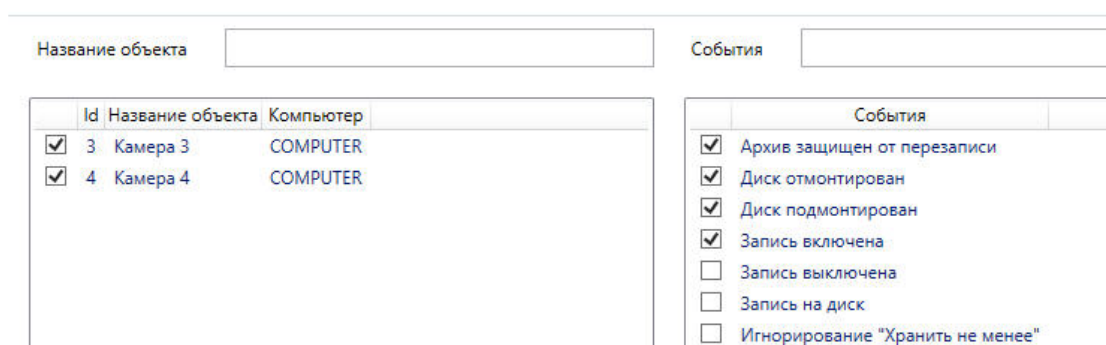 Название объекта
События
Id Название объекта Компьютер
3 Камера 3 COMPUTER
4 Камера 4 COMPUTER
События
Архив защищен от перезаписи
Диск отмонтирован
Диск подмонтирован
Запись включена
Запись выключена
Запись на диск
Игнорирование "Хранить не менее"